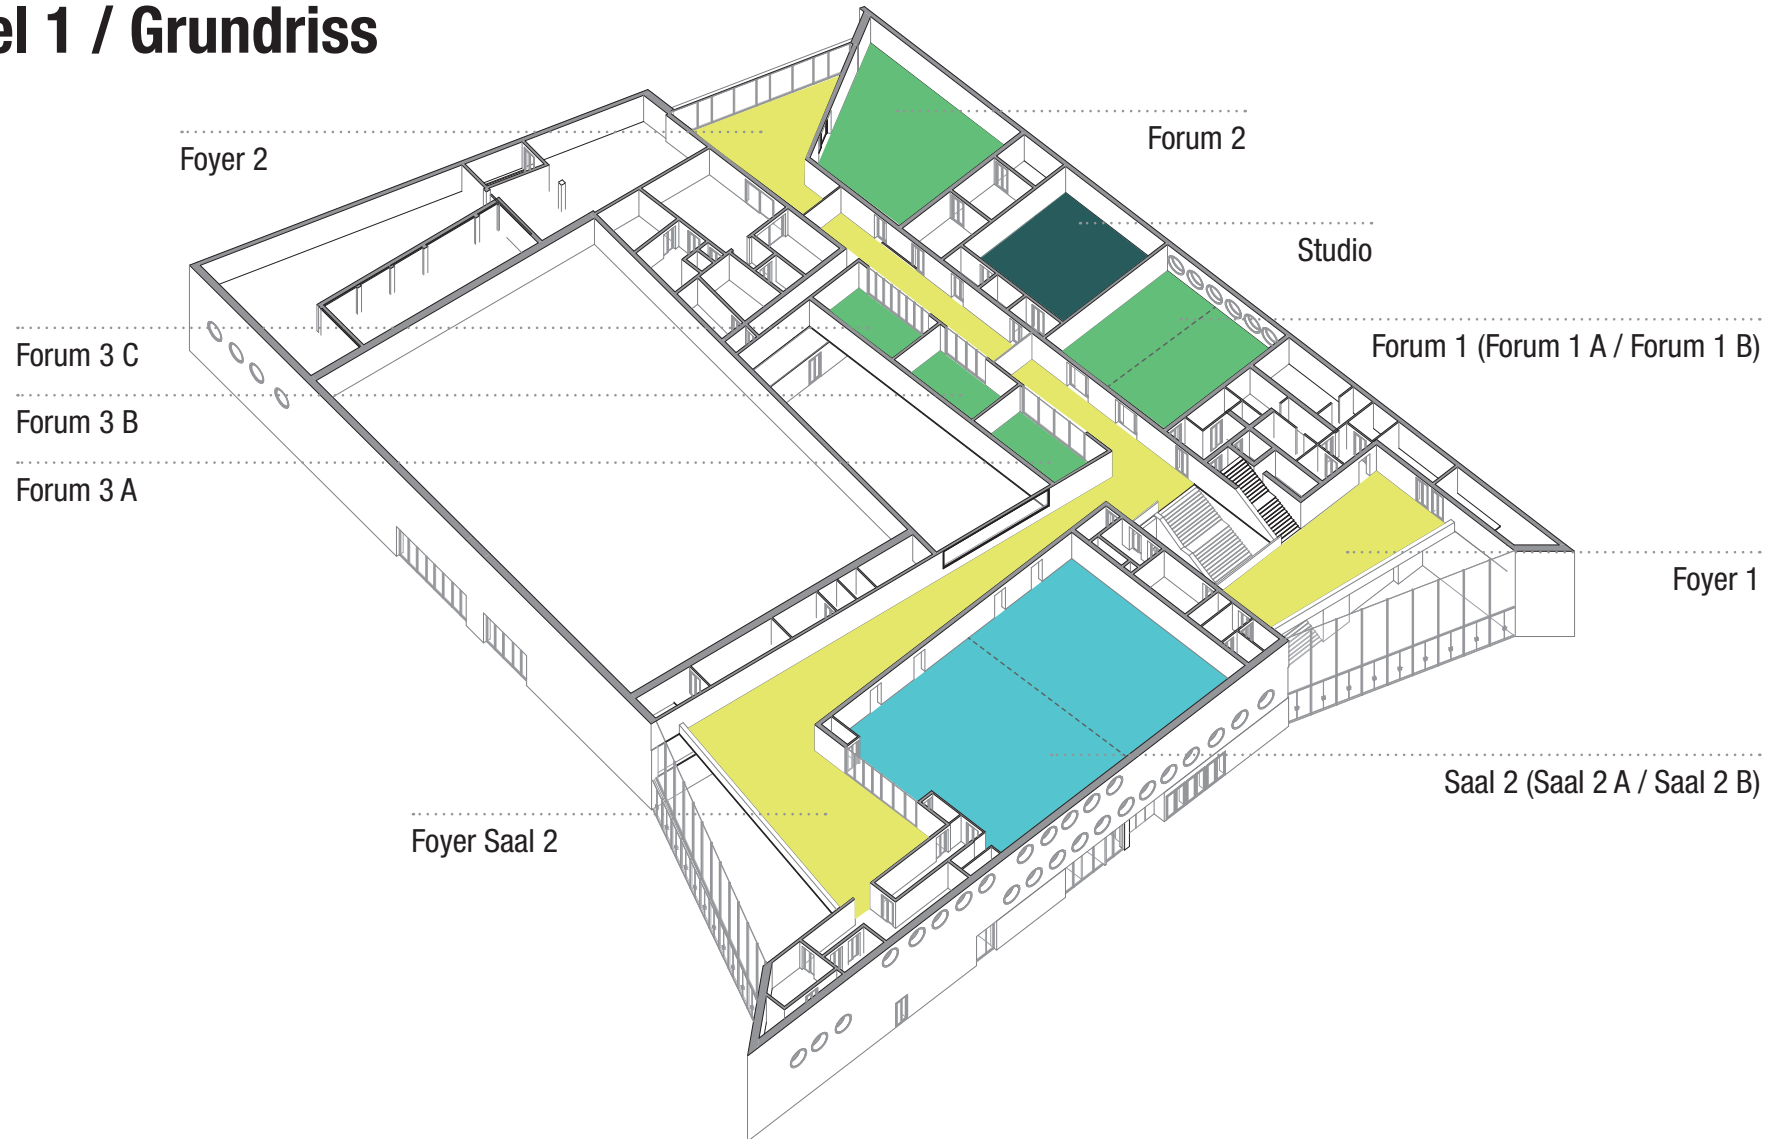 el 1 / Grundriss
Foyer 2
Forum 2
Studio
Forum 3 C
Forum 1 (Forum 1 A / Forum 1 B)
Forum 3 B
Forum 3 A
Foyer 1
Saal 2 (Saal 2 A / Saal 2 B)
Foyer Saal 2